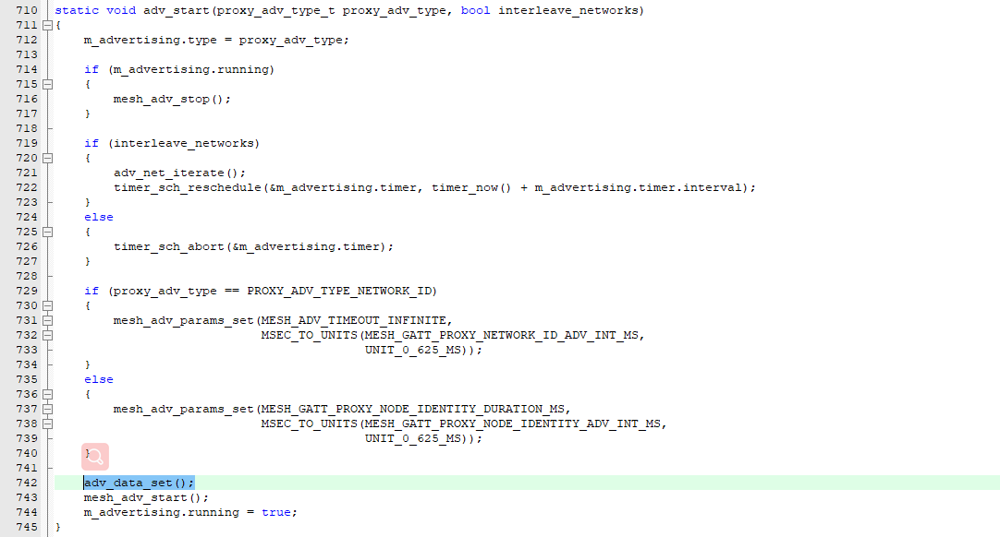 710 static void adv_start(proxy_adv_type_t proxy_adv_type, bool interleave_networks)
711 {
712     m_advertising.type = proxy_adv_type;
713
714     if (m_advertising.running)
715     {
716         mesh_adv_stop();
717     }
718
719     if (interleave_networks)
720     {
721         adv_net_iterate();
722         timer_sch_reschedule(&m_advertising.timer, timer_now() + m_advertising.timer.interval);
723     }
724     else
725     {
726         timer_sch_abort(&m_advertising.timer);
727     }
728
729     if (proxy_adv_type == PROXY_ADV_TYPE_NETWORK_ID)
730     {
731         mesh_adv_params_set(MESH_ADV_TIMEOUT_INFINITE,
732                             MSEC_TO_UNITS(MESH_GATT_PROXY_NETWORK_ID_ADV_INT_MS,
733                                           UNIT_0_625_MS));
734     }
735     else
736     {
737         mesh_adv_params_set(MESH_GATT_PROXY_NODE_IDENTITY_DURATION_MS,
738                             MSEC_TO_UNITS(MESH_GATT_PROXY_NODE_IDENTITY_ADV_INT_MS,
739                                           UNIT_0_625_MS));
740     }
741
742     adv_data_set();
743     mesh_adv_start();
744     m_advertising.running = true;
745 }